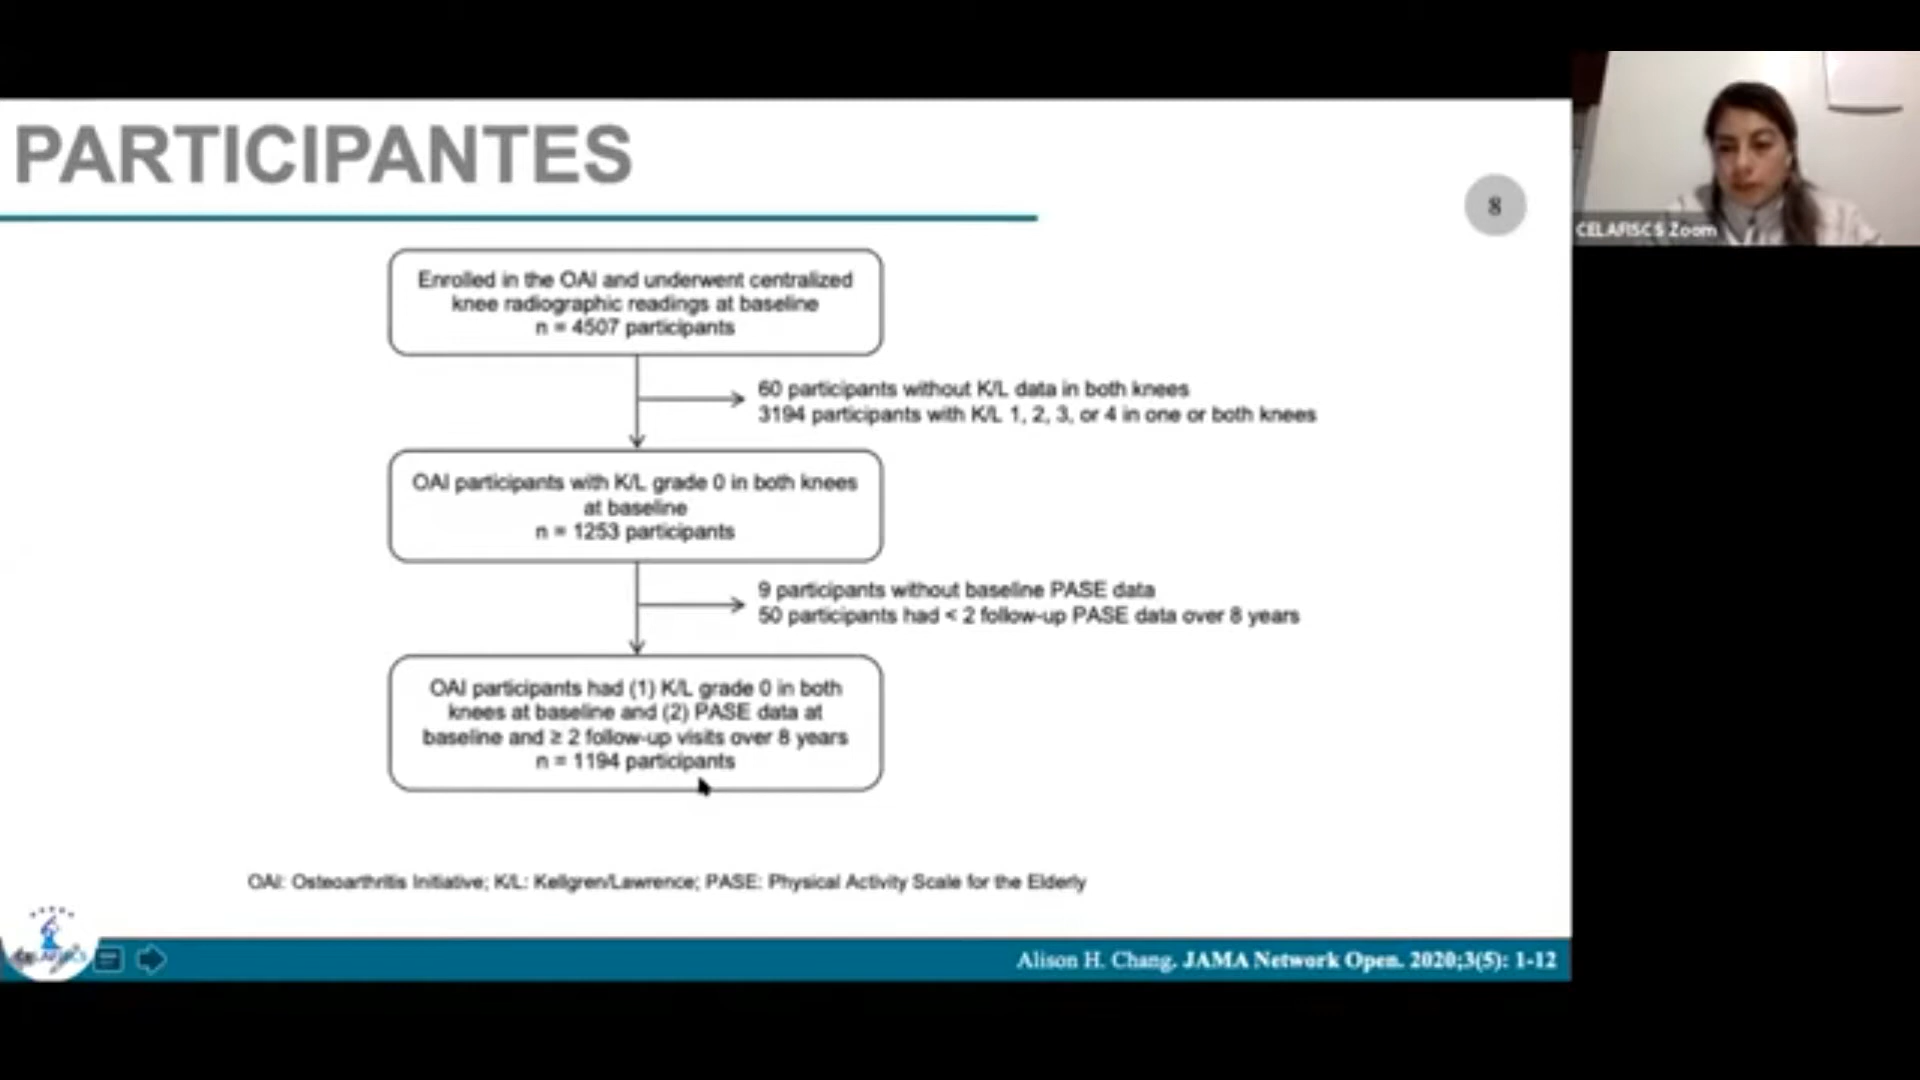 PARTICIPANTES
8
CELAFISCS Zoom
Enrolled in the OAI and underwent centralized
knee radiographic readings at baseline
n = 4507 participants
60 participants without K/L data in both knees
3194 participants with K/L 1, 2, 3, or 4 in one or both knees
OAI participants with K/L grade 0 in both knees
at baseline
n = 1253 participants
9 participants without baseline PASE data
50 participants had < 2 follow-up PASE data over 8 years
OAI participants had (1) K/L grade 0 in both
knees at baseline and (2) PASE data at
baseline and ≥ 2 follow-up visits over 8 years
n = 1194 participants
OAI: Osteoarthritis Initiative; K/L: Kellgren/Lawrence; PASE: Physical Activity Scale for the Elderly
CELAFISCS
Alison H. Chang. JAMA Network Open. 2020;3(5): 1-12